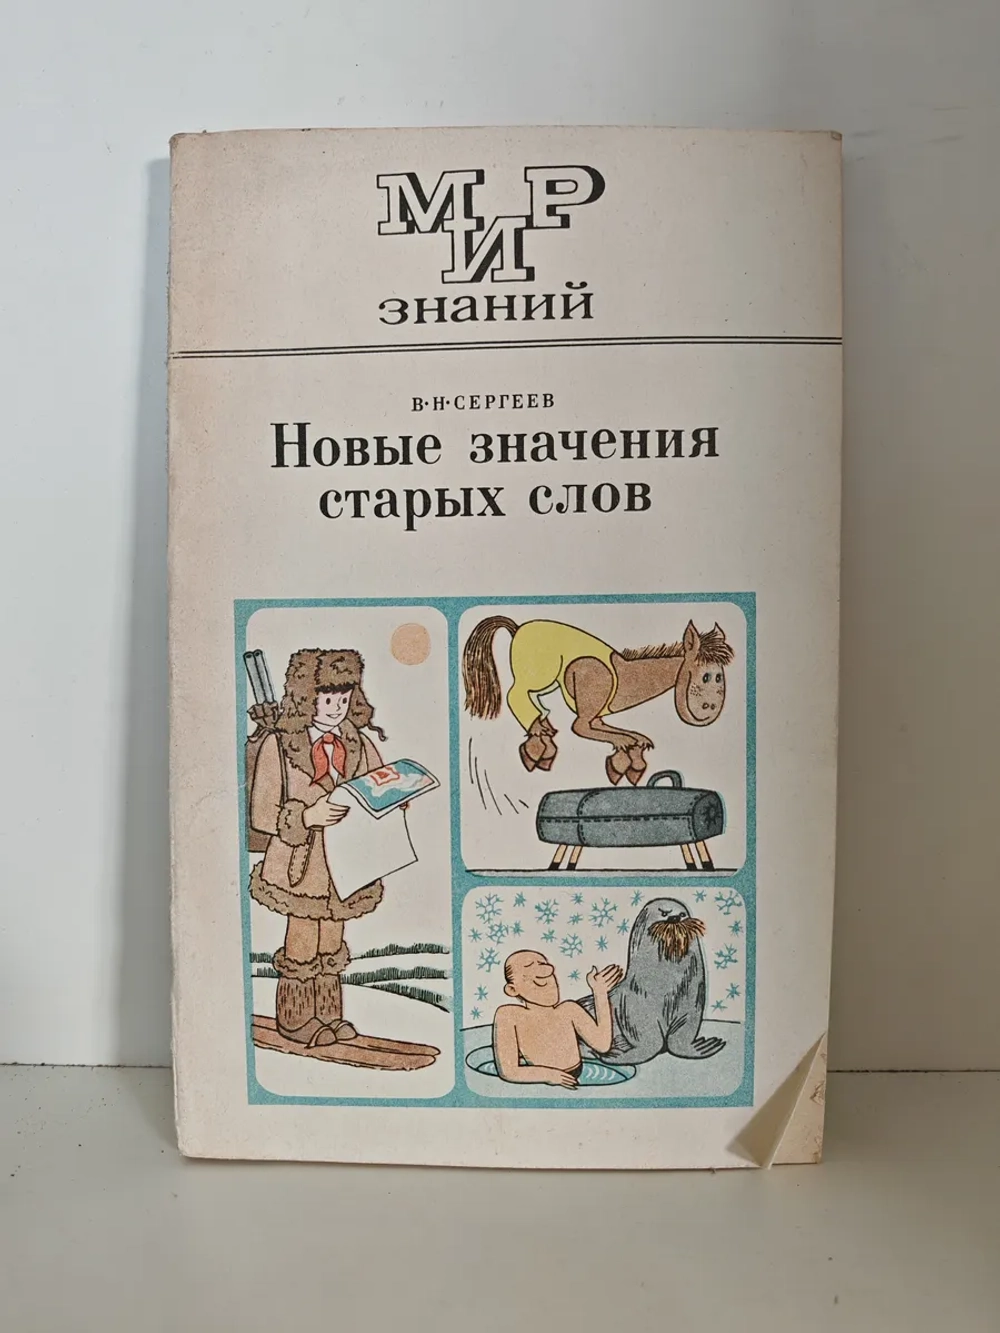 МИР
знаний
В·Н·СЕРГЕЕВ
Новые значения
старых слов